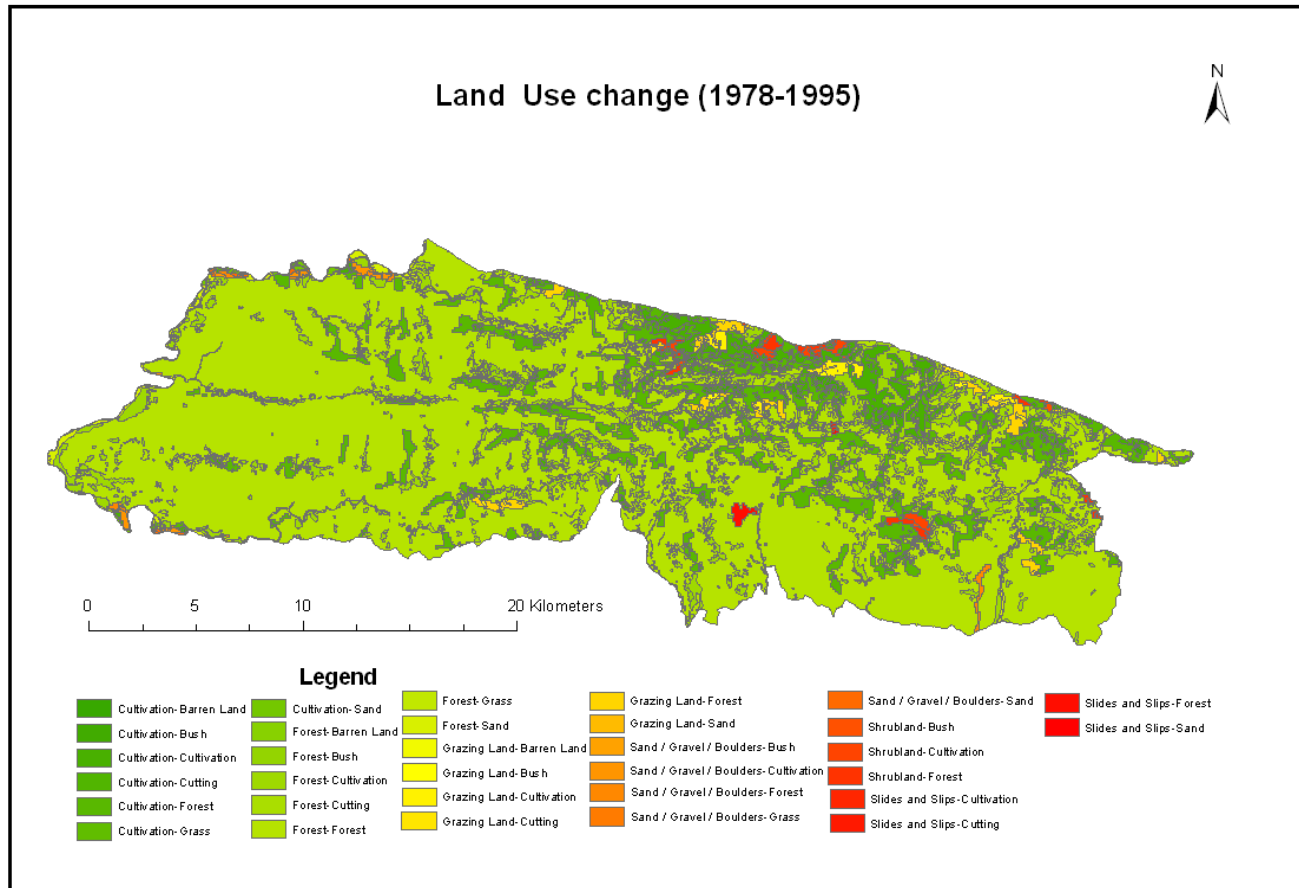 N
Land Use change (1978-1995)
0 5 10 20 Kilometers
Legend
Cultivation-Barren Land
Cultivation-Bush
Cultivation-Cultivation
Cultivation-Cutting
Cultivation-Forest
Cultivation-Grass
Cultivation-Sand
Forest-Barren Land
Forest-Bush
Forest-Cultivation
Forest-Cutting
Forest-Forest
Forest-Grass
Forest-Sand
Grazing Land-Barren Land
Grazing Land-Bush
Grazing Land-Cultivation
Grazing Land-Cutting
Grazing Land-Forest
Grazing Land-Sand
Sand / Gravel / Boulders-Bush
Sand / Gravel / Boulders-Cultivation
Sand / Gravel / Boulders-Forest
Sand / Gravel / Boulders-Grass
Sand / Gravel / Boulders-Sand
Shrubland-Bush
Shrubland-Cultivation
Shrubland-Forest
Slides and Slips-Cultivation
Slides and Slips-Cutting
Slides and Slips-Forest
Slides and Slips-Sand